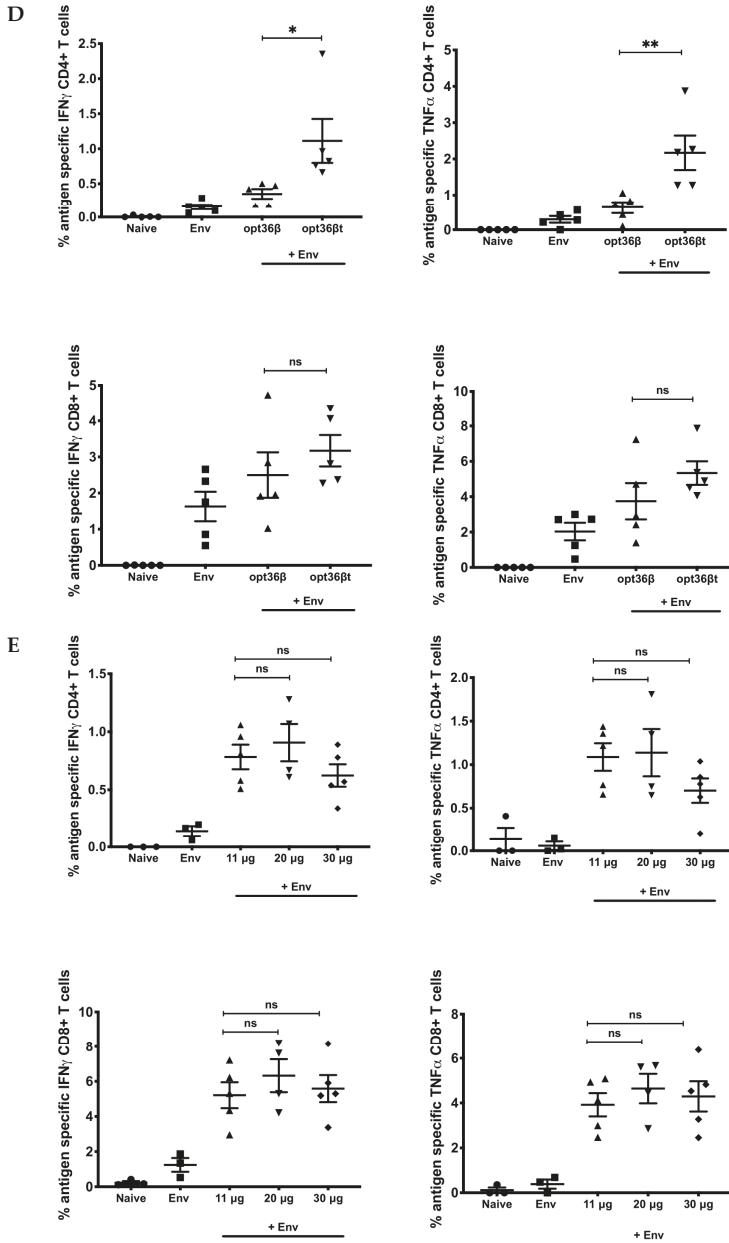 D
% antigen specific IFNγ CD4+ T cells
2.5
2.0
1.5
1.0
0.5
0.0
*
Naive Env opt36β opt36βt
+ Env
% antigen specific TNFα CD4+ T cells
5
4
3
2
1
0
**
Naive Env opt36β opt36βt
+ Env
% antigen specific IFNγ CD8+ T cells
5
4
3
2
1
0
ns
Naive Env opt36β opt36βt
+ Env
% antigen specific TNFα CD8+ T cells
10
8
6
4
2
0
ns
Naive Env opt36β opt36βt
+ Env
E
% antigen specific IFNγ CD4+ T cells
1.5
1.0
0.5
0.0
ns
ns
Naive Env 11 µg 20 µg 30 µg
+ Env
% antigen specific TNFα CD4+ T cells
2.0
1.5
1.0
0.5
0.0
ns
ns
Naive Env 11 µg 20 µg 30 µg
+ Env
% antigen specific IFNγ CD8+ T cells
10
8
6
4
2
0
ns
ns
Naive Env 11 µg 20 µg 30 µg
+ Env
% antigen specific TNFα CD8+ T cells
8
6
4
2
0
ns
ns
Naive Env 11 µg 20 µg 30 µg
+ Env